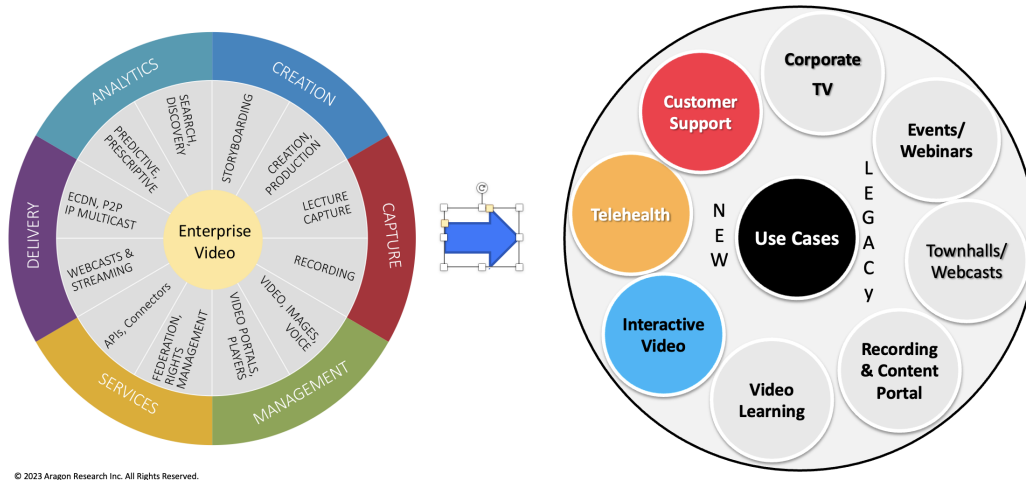 ANALYTICS
CREATION
CAPTURE
MANAGEMENT
SERVICES
DELIVERY
SEARRCH,
DISCOVERY
STORYBOARDING
CREATION,
PRODUCTION
LECTURE
CAPTURE
RECORDING
VIDEO, IMAGES,
VOICE
VIDEO PORTALS,
PLAYERS
FEDERATION,
RIGHTS
MANAGEMENT
APIs, Connectors
WEBCASTS &
STREAMING
ECDN, P2P
IP MULTICAST
PREDICTIVE,
PRESCRIPTIVE
Enterprise
Video
Corporate
TV
Events/
Webinars
Townhalls/
Webcasts
Recording
& Content
Portal
Video
Learning
Interactive
Video
Telehealth
Customer
Support
NEW
Use Cases
LEGACy
© 2023 Aragon Research Inc. All Rights Reserved.